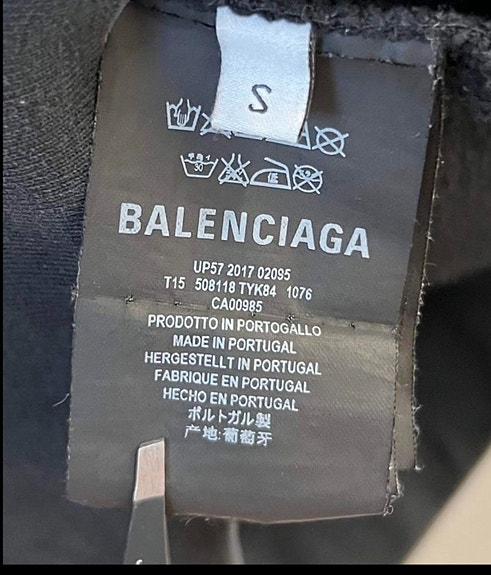 S
BALENCIAGA
UP57 2017 02095
T15 508118 TYK84 1076
CA00985
PRODOTTO IN PORTOGALLO
MADE IN PORTUGAL
HERGESTELLT IN PORTUGAL
FABRIQUE EN PORTUGAL
HECHO EN PORTUGAL
ポルトガル製
产地:葡萄牙